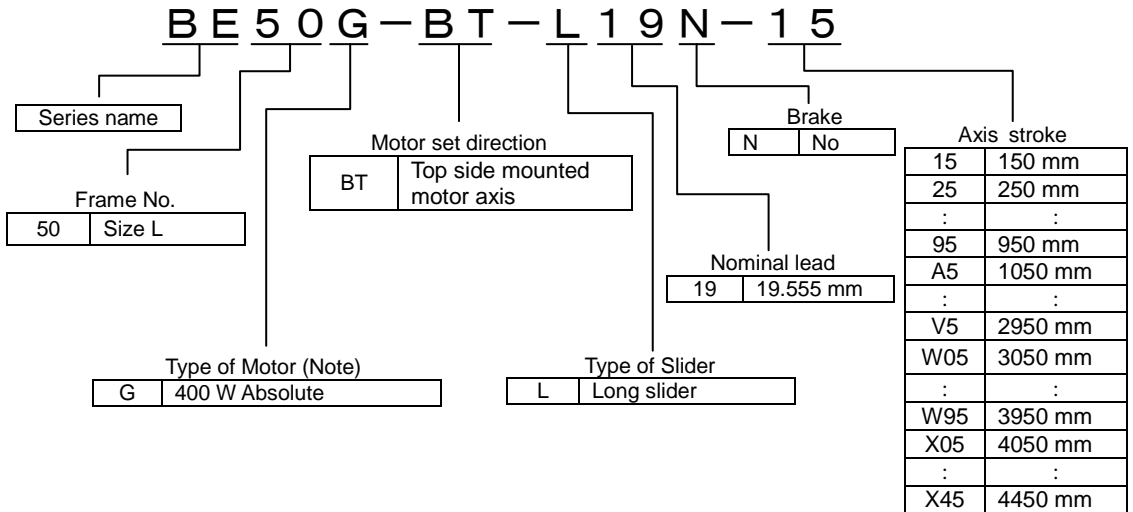 BE50G-BT-L19N-15
Series name
Frame No.
50 Size L
Type of Motor (Note)
G 400 W Absolute
Motor set direction
BT Top side mounted
motor axis
Type of Slider
L Long slider
Nominal lead
19 19.555 mm
Brake
N No
Axis stroke
15 150 mm
25 250 mm
: :
95 950 mm
A5 1050 mm
: :
V5 2950 mm
W05 3050 mm
: :
W95 3950 mm
X05 4050 mm
: :
X45 4450 mm